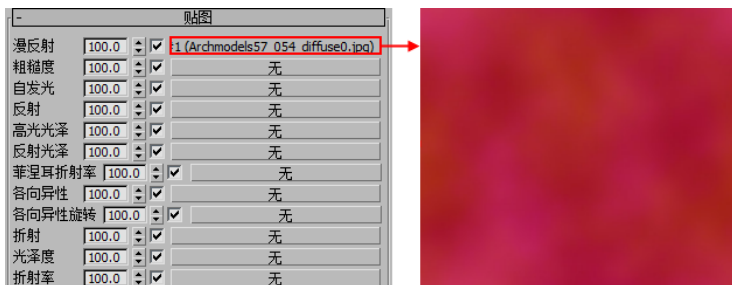 - 贴图
漫反射 100.0 #1 (Archmodels57_054_diffuse0.jpg)
粗糙度 100.0 无
自发光 100.0 无
反射 100.0 无
高光光泽 100.0 无
反射光泽 100.0 无
菲涅耳折射率 100.0 无
各向异性 100.0 无
各向异性旋转 100.0 无
折射 100.0 无
光泽度 100.0 无
折射率 100.0 无